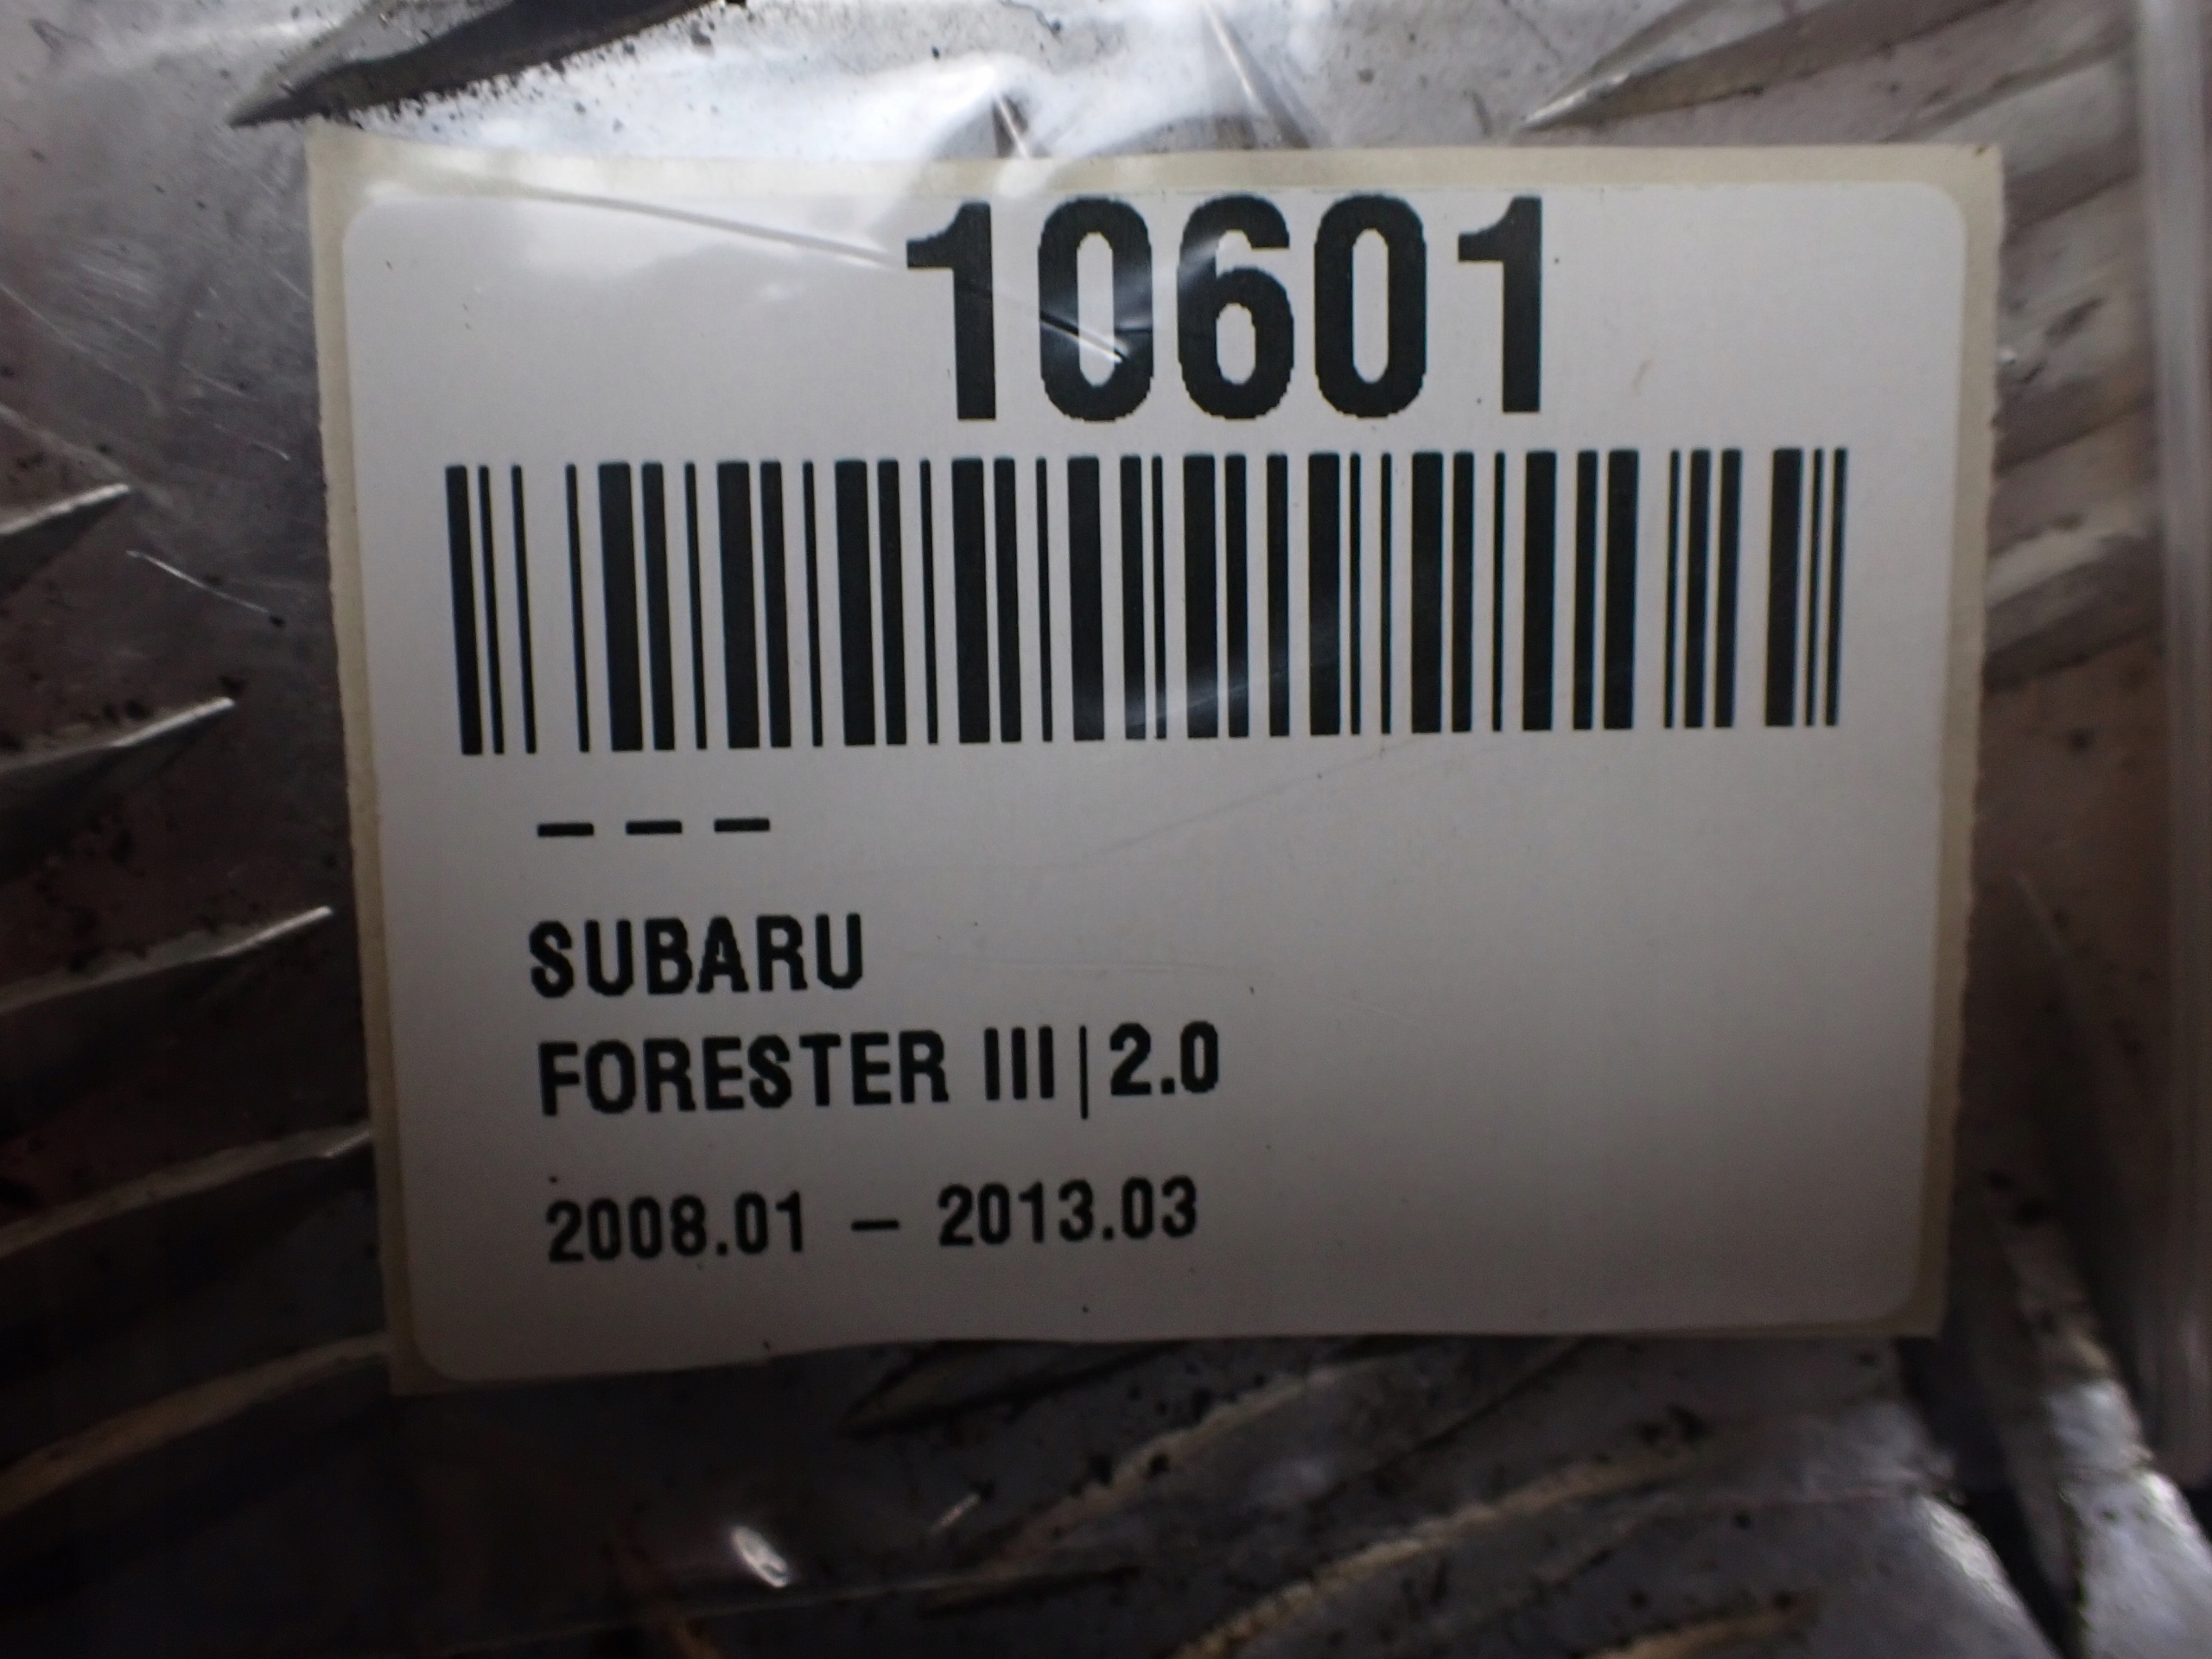 10601
– – –
SUBARU
FORESTER III|2.0
2008.01 – 2013.03